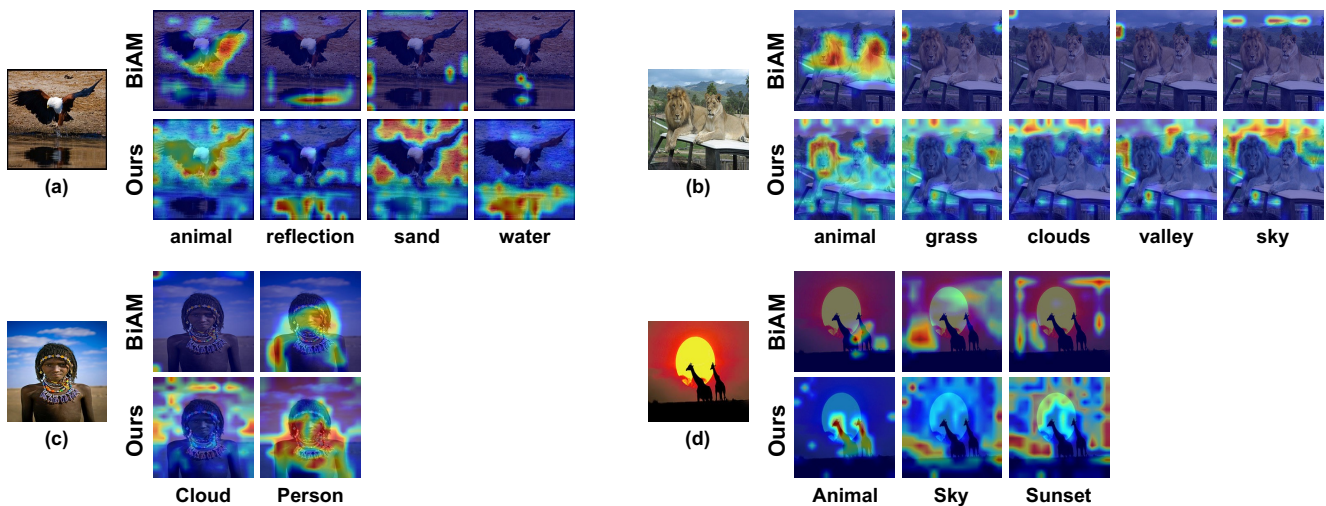 BiAM
(a)
Ours
animal reflection sand water
BiAM
(b)
Ours
animal grass clouds valley sky
BiAM
(c)
Ours
Cloud Person
BiAM
(d)
Ours
Animal Sky Sunset